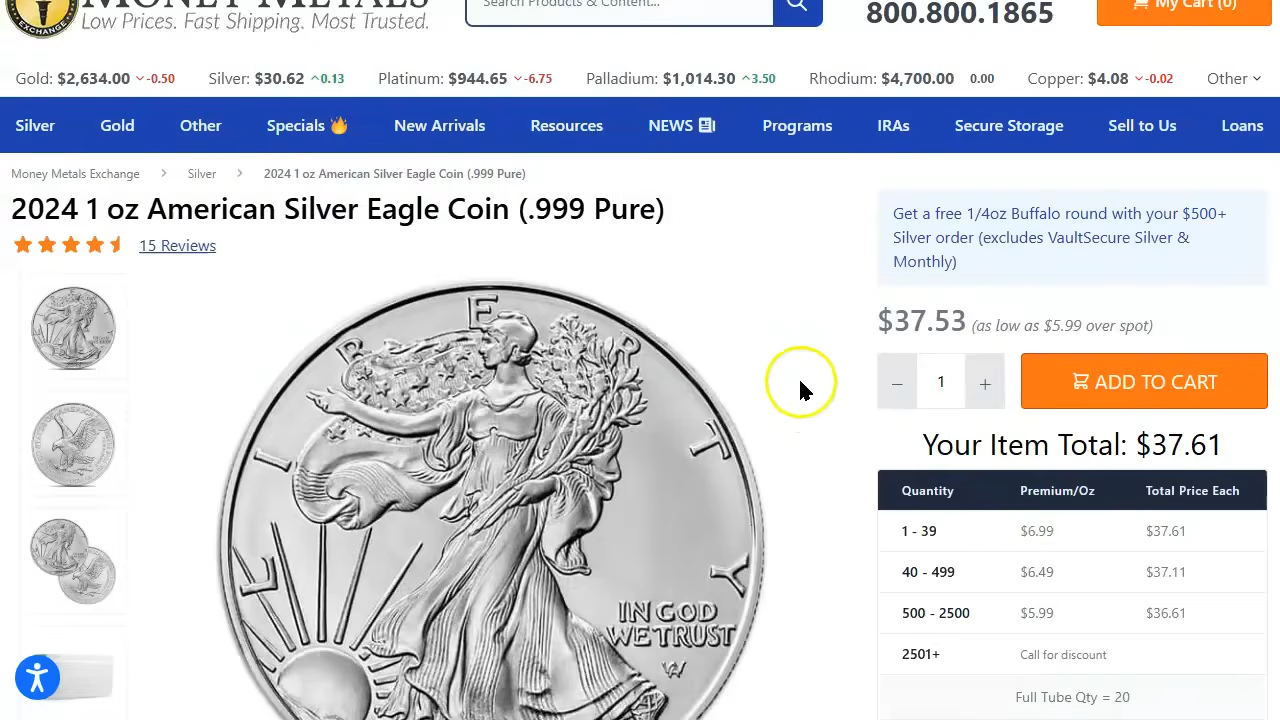 MONEY METALS
EXCHANGE
Low Prices. Fast Shipping. Most Trusted.
Search Products & Content...
800.800.1865
My Cart (0)
Gold: $2,634.00 -0.50 Silver: $30.62 0.13 Platinum: $944.65 -6.75 Palladium: $1,014.30 3.50 Rhodium: $4,700.00 0.00 Copper: $4.08 -0.02 Other
Silver Gold Other Specials New Arrivals Resources NEWS Programs IRAs Secure Storage Sell to Us Loans
Money Metals Exchange > Silver > 2024 1 oz American Silver Eagle Coin (.999 Pure)
2024 1 oz American Silver Eagle Coin (.999 Pure)
15 Reviews
LIBERTY
IN GOD
WE TRUST
Get a free 1/4oz Buffalo round with your $500+
Silver order (excludes VaultSecure Silver &
Monthly)
$37.53 (as low as $5.99 over spot)
– 1 + ADD TO CART
Your Item Total: $37.61
Quantity Premium/Oz Total Price Each
1 - 39 $6.99 $37.61
40 - 499 $6.49 $37.11
500 - 2500 $5.99 $36.61
2501+ Call for discount
Full Tube Qty = 20